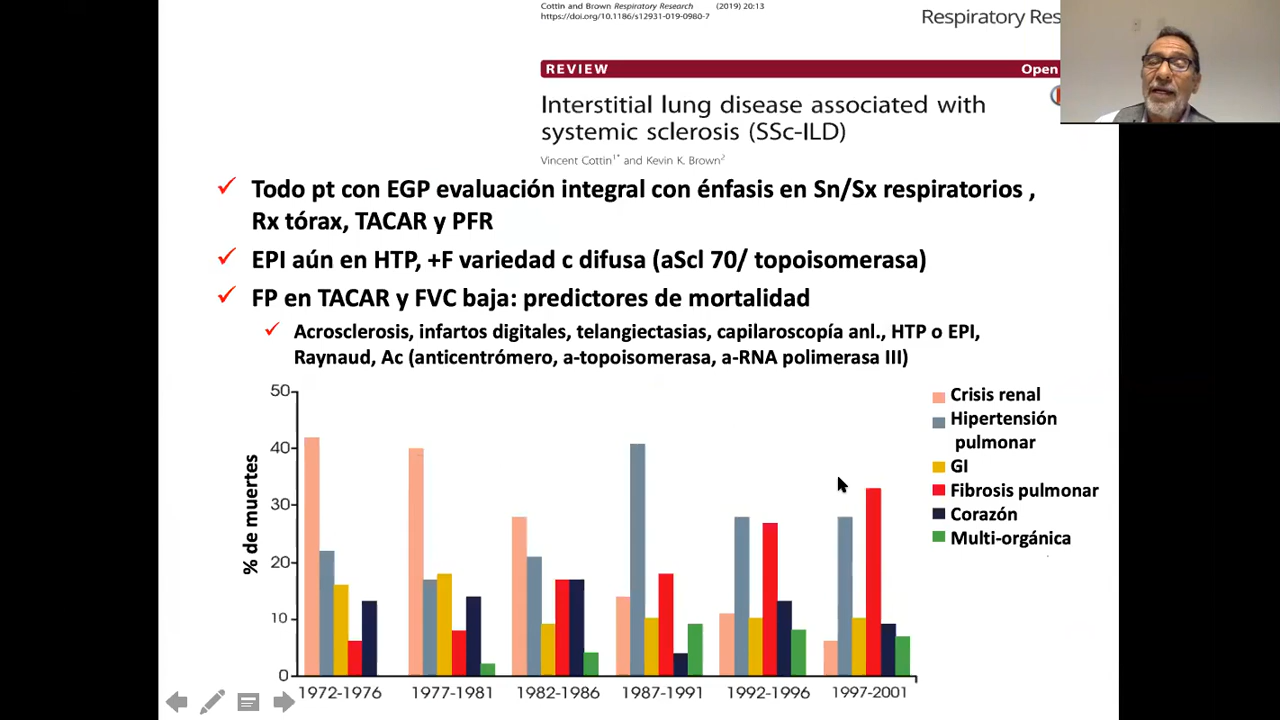 Cottin and Brown Respiratory Research (2019) 20:13
https://doi.org/10.1186/s12931-019-0980-7
Respiratory Res
REVIEW
Open
Interstitial lung disease associated with
systemic sclerosis (SSc-ILD)
Vincent Cottin1* and Kevin K. Brown2
Todo pt con EGP evaluación integral con énfasis en Sn/Sx respiratorios ,
Rx tórax, TACAR y PFR
EPI aún en HTP, +F variedad c difusa (aScl 70/ topoisomerasa)
FP en TACAR y FVC baja: predictores de mortalidad
Acrosclerosis, infartos digitales, telangiectasias, capilaroscopía anl., HTP o EPI,
Raynaud, Ac (anticentrómero, a-topoisomerasa, a-RNA polimerasa III)
% de muertes
50
40
30
20
10
0
1972-1976 1977-1981 1982-1986 1987-1991 1992-1996 1997-2001
Crisis renal
Hipertensión
pulmonar
GI
Fibrosis pulmonar
Corazón
Multi-orgánica